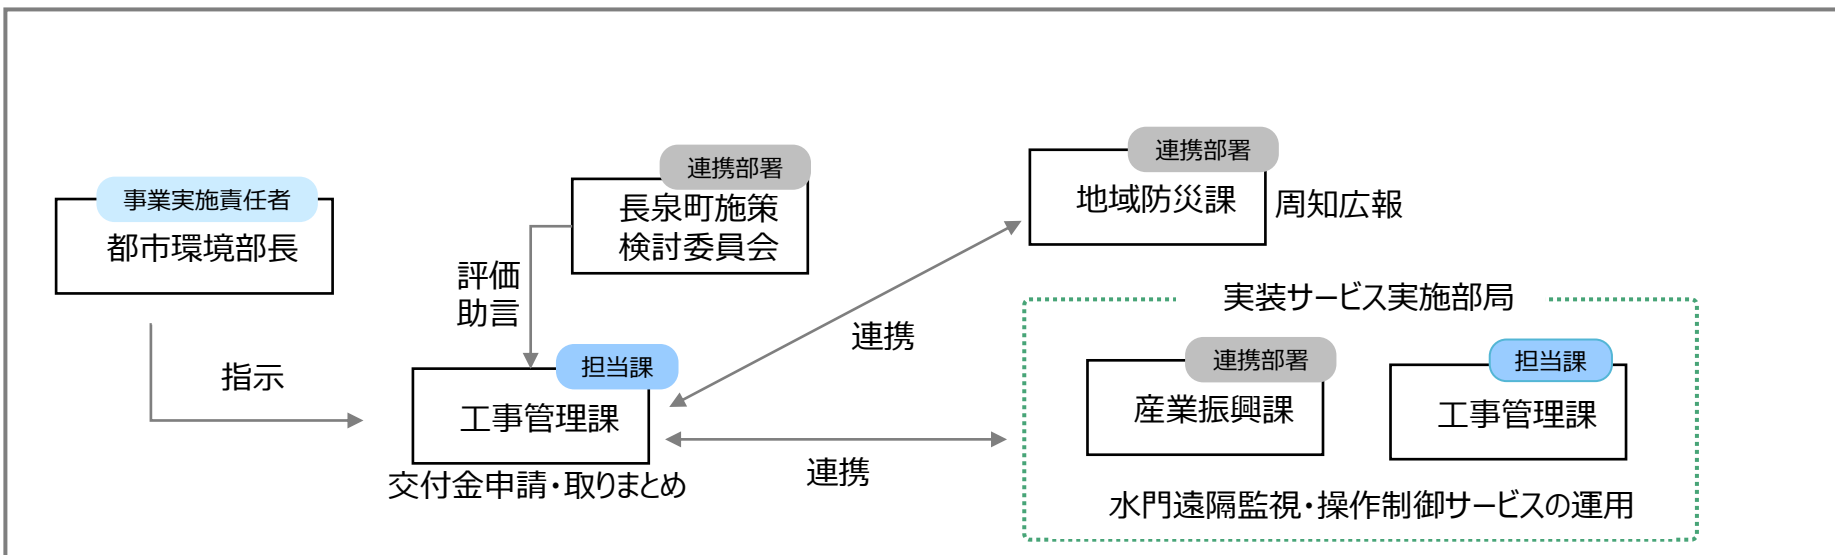 事業実施責任者
都市環境部長
指示
連携部署
長泉町施策
検討委員会
評価
助言
担当課
工事管理課
交付金申請・取りまとめ
連携
連携
連携部署
地域防災課
周知広報
実装サービス実施部局
連携部署
産業振興課
担当課
工事管理課
水門遠隔監視・操作制御サービスの運用